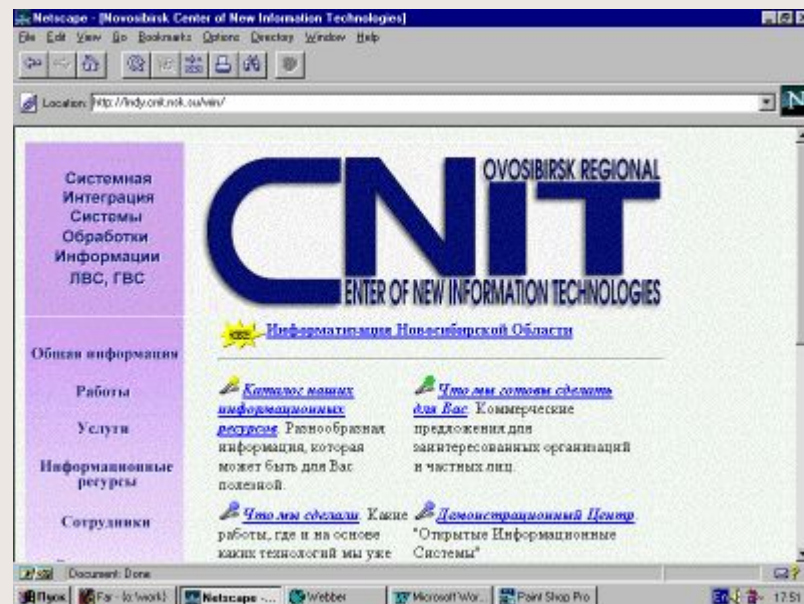 Netscape - [Novosibirsk Center of New Information Technologies]
File Edit View Go Bookmarks Options Directory Window Help
Location: http://indy.cnit.nsk.su/win/
N
Системная
Интеграция
Системы
Обработки
Информации
ЛВС, ГВС
Общая информация
Работы
Услуги
Информационные
ресурсы
Сотрудники
CNIT
OVOSIBIRSK REGIONAL
ENTER OF NEW INFORMATION TECHNOLOGIES
Информатизация Новосибирской Области
Каталог наших
информационных
ресурсов. Разнообразная
информация, которая
может быть для Вас
полезной.
Что мы готовы сделать
для Вас. Коммерческие
предложения для
заинтересованных организаций
и частных лиц.
Что мы сделали. Какие
работы, где и на основе
каких технологий мы уже
Демонстрационный Центр
"Открытые Информационные
Системы"
Document: Done
Пуск Far - [a:\work] Netscape -... Webber Microsoft Wor... Paint Shop Pro 17:51